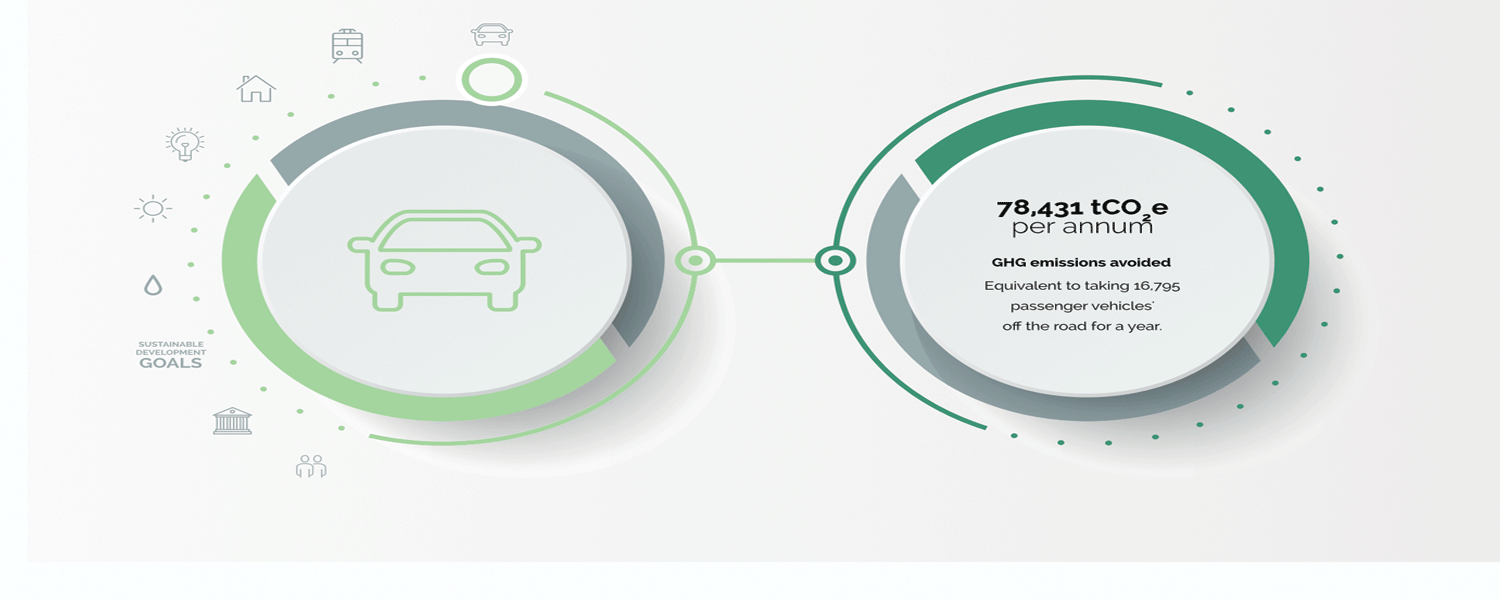 SUSTAINABLE
DEVELOPMENT
GOALS
78,431 tCO₂e
per annum
GHG emissions avoided
Equivalent to taking 16,795
passenger vehicles'
off the road for a year.